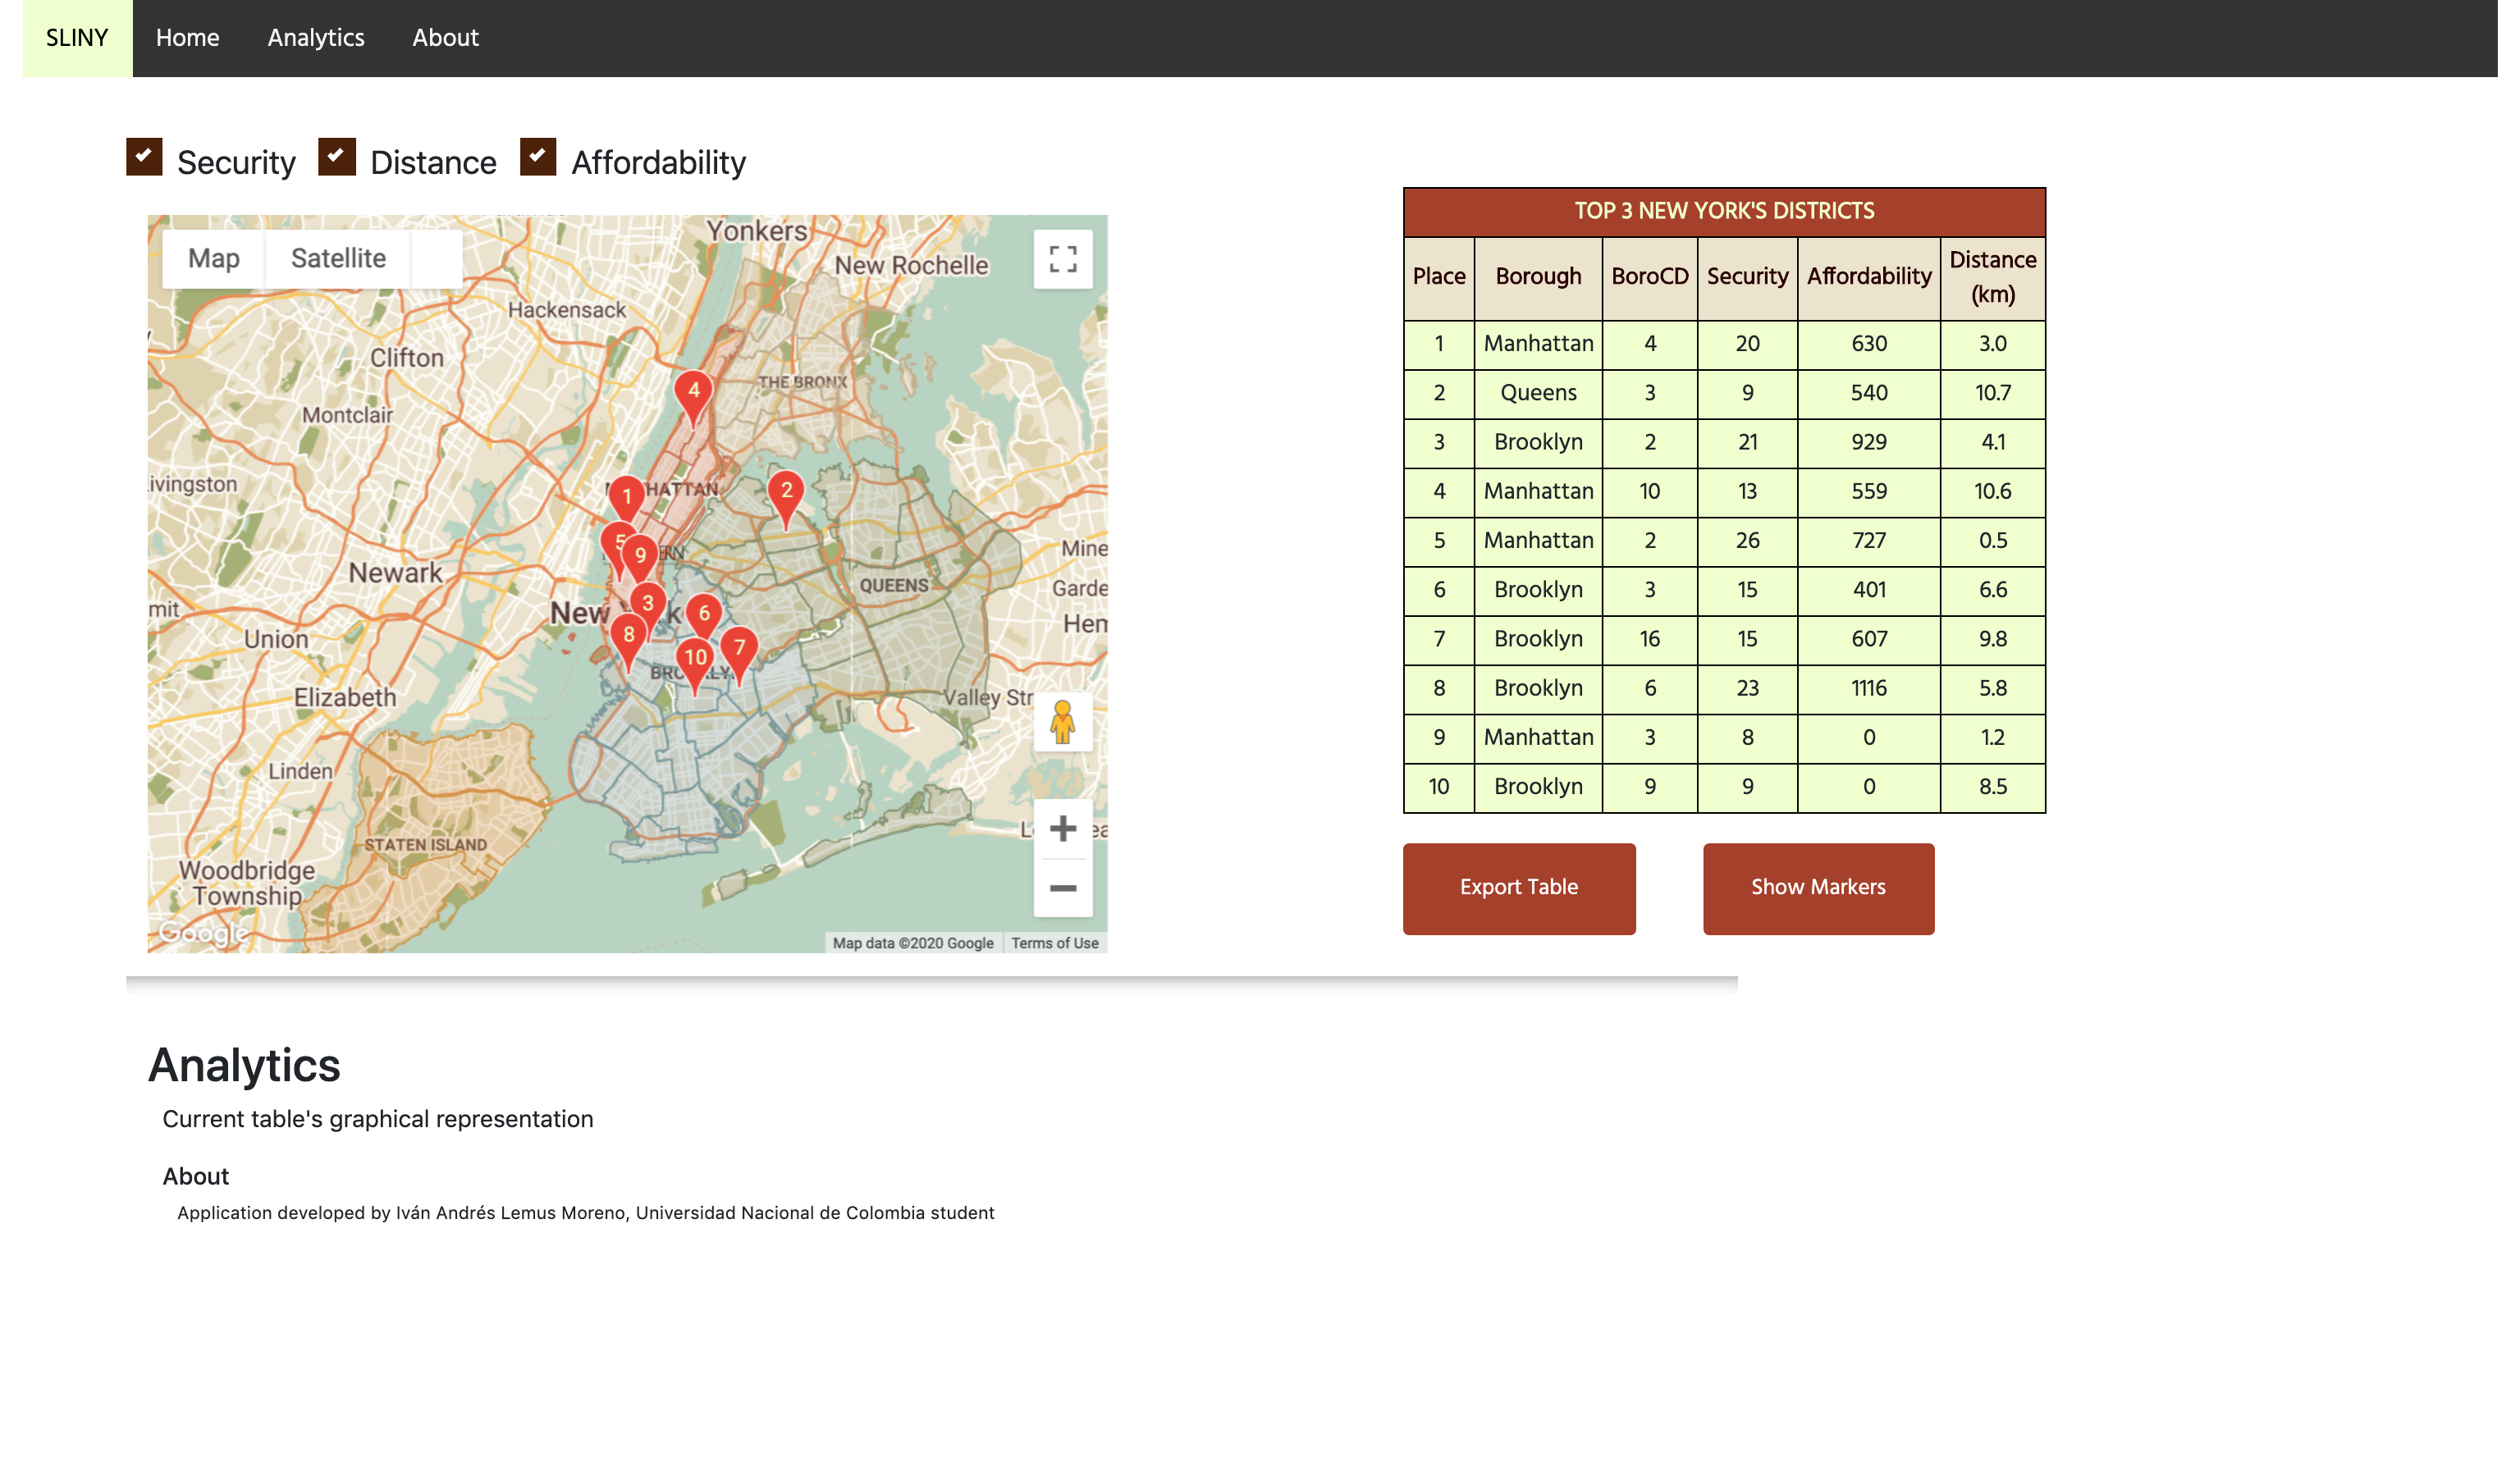 SLINY Home Analytics About
Security Distance Affordability
Map Satellite
Yonkers
New Rochelle
Hackensack
Clifton
THE BRONX
4
Montclair
ivingston
1
HATTAN
2
5
9
ERN
Mine
Newark
QUEENS
Garde
mit
New
3
k
6
Hem
Union
8
10
7
BRO
LY
Elizabeth
Valley Str
Linden
STATEN ISLAND
Woodbridge
Township
Google
Map data ©2020 Google Terms of Use
TOP 3 NEW YORK'S DISTRICTS
Place Borough BoroCD Security Affordability Distance (km)
1 Manhattan 4 20 630 3.0
2 Queens 3 9 540 10.7
3 Brooklyn 2 21 929 4.1
4 Manhattan 10 13 559 10.6
5 Manhattan 2 26 727 0.5
6 Brooklyn 3 15 401 6.6
7 Brooklyn 16 15 607 9.8
8 Brooklyn 6 23 1116 5.8
9 Manhattan 3 8 0 1.2
10 Brooklyn 9 9 0 8.5
Export Table Show Markers
Analytics
Current table's graphical representation
About
Application developed by Iván Andrés Lemus Moreno, Universidad Nacional de Colombia student